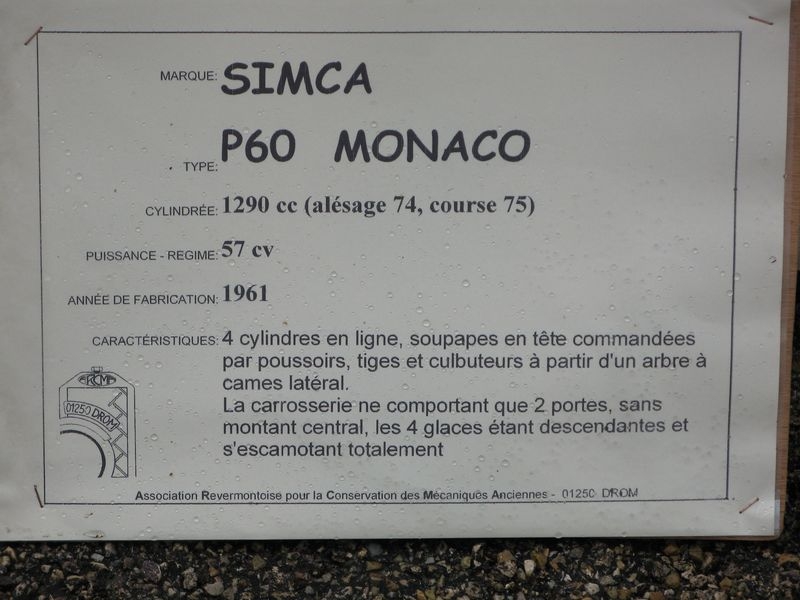 MARQUE: SIMCA
TYPE: P60 MONACO
CYLINDRÉE: 1290 cc (alésage 74, course 75)
PUISSANCE - REGIME: 57 cv
ANNÉE DE FABRICATION: 1961
CARACTÉRISTIQUES: 4 cylindres en ligne, soupapes en tête commandées
par poussoirs, tiges et culbuteurs à partir d'un arbre à
cames latéral.
La carrosserie ne comportant que 2 portes, sans
montant central, les 4 glaces étant descendantes et
s'escamotant totalement
01250 DROM
Association Revermontoise pour la Conservation des Mécaniques Anciennes - 01250 DROM